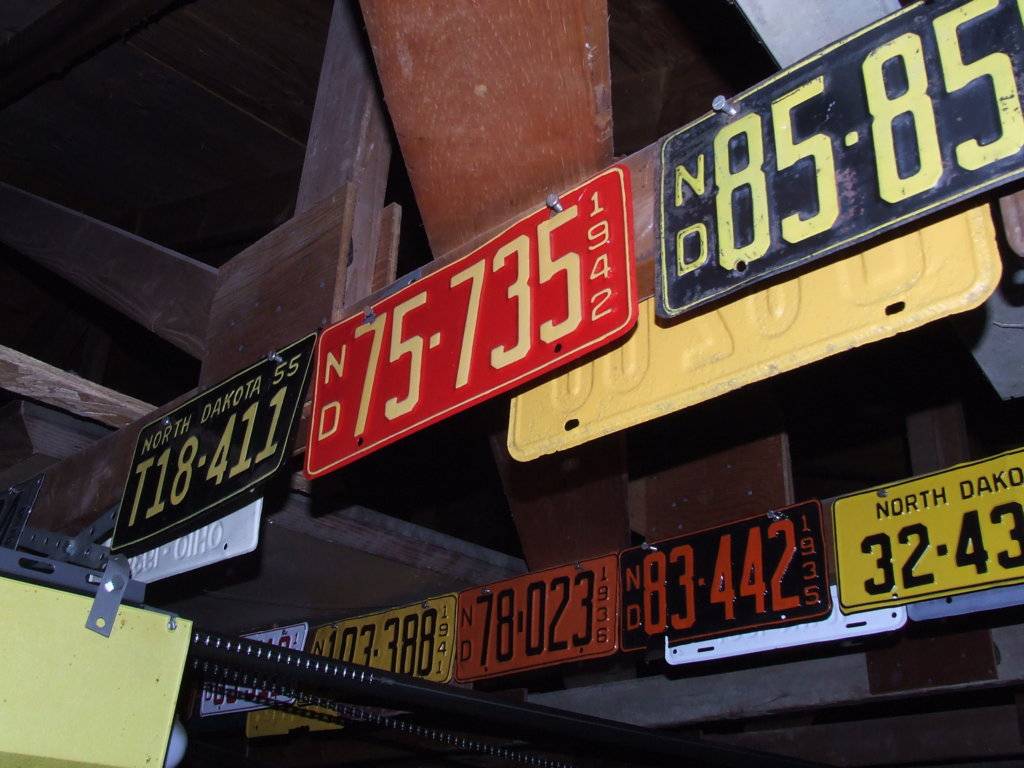 ND 85-85
ND 75-735 1942
NORTH DAKOTA 55
T18-411
OHIO
NORTH DAKO
32-43
ND 83-442 1935
ND 78-023 1936
N 103-388 1941